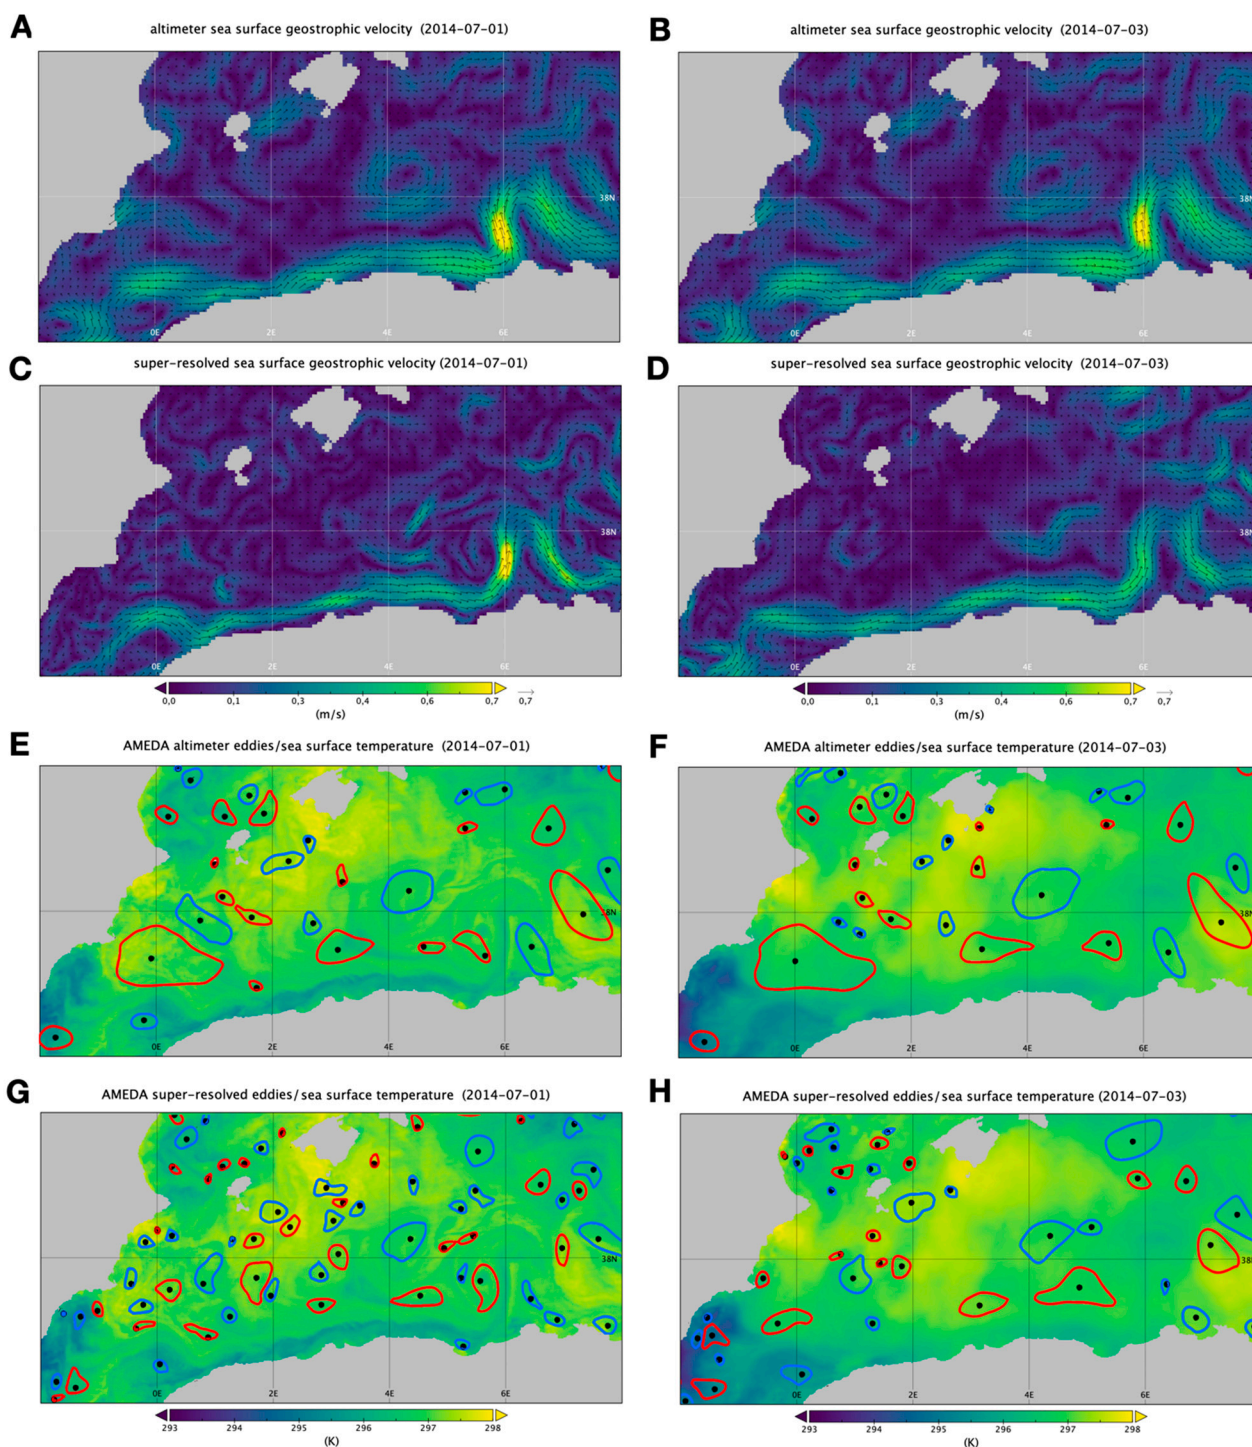 A altimeter sea surface geostrophic velocity (2014-07-01)
B altimeter sea surface geostrophic velocity (2014-07-03)
38N
0E 2E 4E 6E
38N
0E 2E 4E 6E
C super-resolved sea surface geostrophic velocity (2014-07-01)
D super-resolved sea surface geostrophic velocity (2014-07-03)
38N
0E 2E 4E 6E
38N
0E 2E 4E 6E
0,0 0,1 0,3 0,4 0,6 0,7 0,7
(m/s)
0,0 0,1 0,3 0,4 0,6 0,7 0,7
(m/s)
E AMEDA altimeter eddies/sea surface temperature (2014-07-01)
F AMEDA altimeter eddies/sea surface temperature (2014-07-03)
38N
0E 2E 4E 6E
38N
0E 2E 4E 6E
G AMEDA super-resolved eddies/sea surface temperature (2014-07-01)
H AMEDA super-resolved eddies/sea surface temperature (2014-07-03)
38N
0E 2E 4E 6E
38N
0E 2E 4E 6E
293 294 295 296 297 298
(K)
293 294 295 296 297 298
(K)